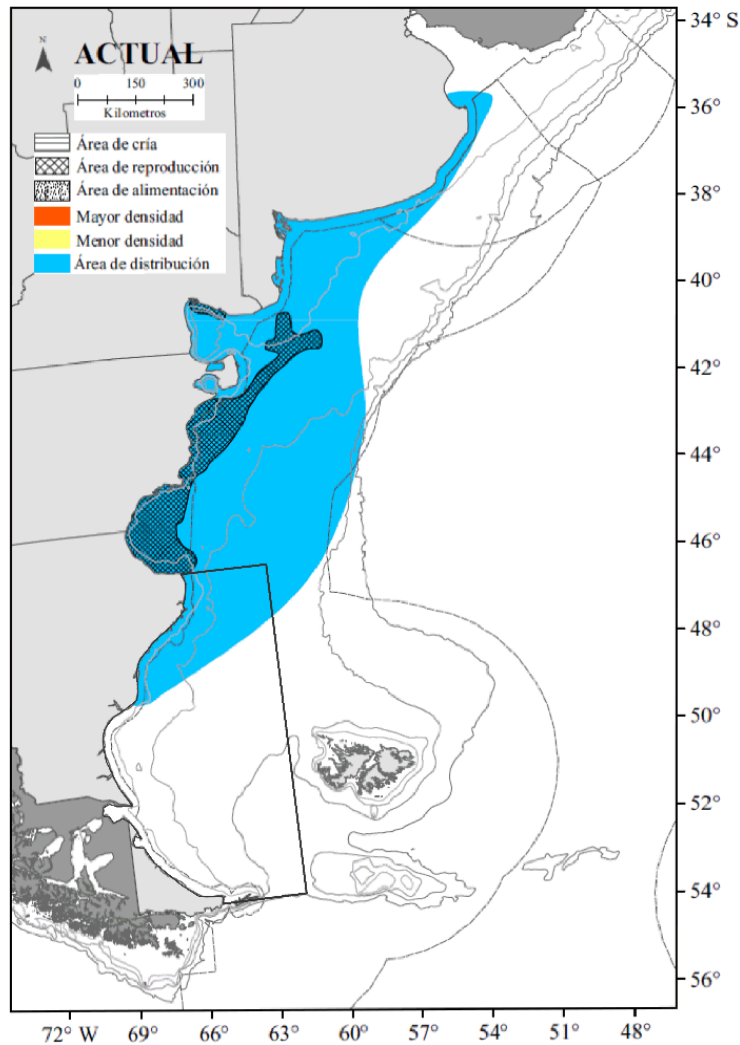 N
ACTUAL
0 150 300
Kilometros
Área de cría
Área de reproducción
Área de alimentación
Mayor densidad
Menor densidad
Área de distribución
34° S
36°
38°
40°
42°
44°
46°
48°
50°
52°
54°
56°
72° W 69° 66° 63° 60° 57° 54° 51° 48°